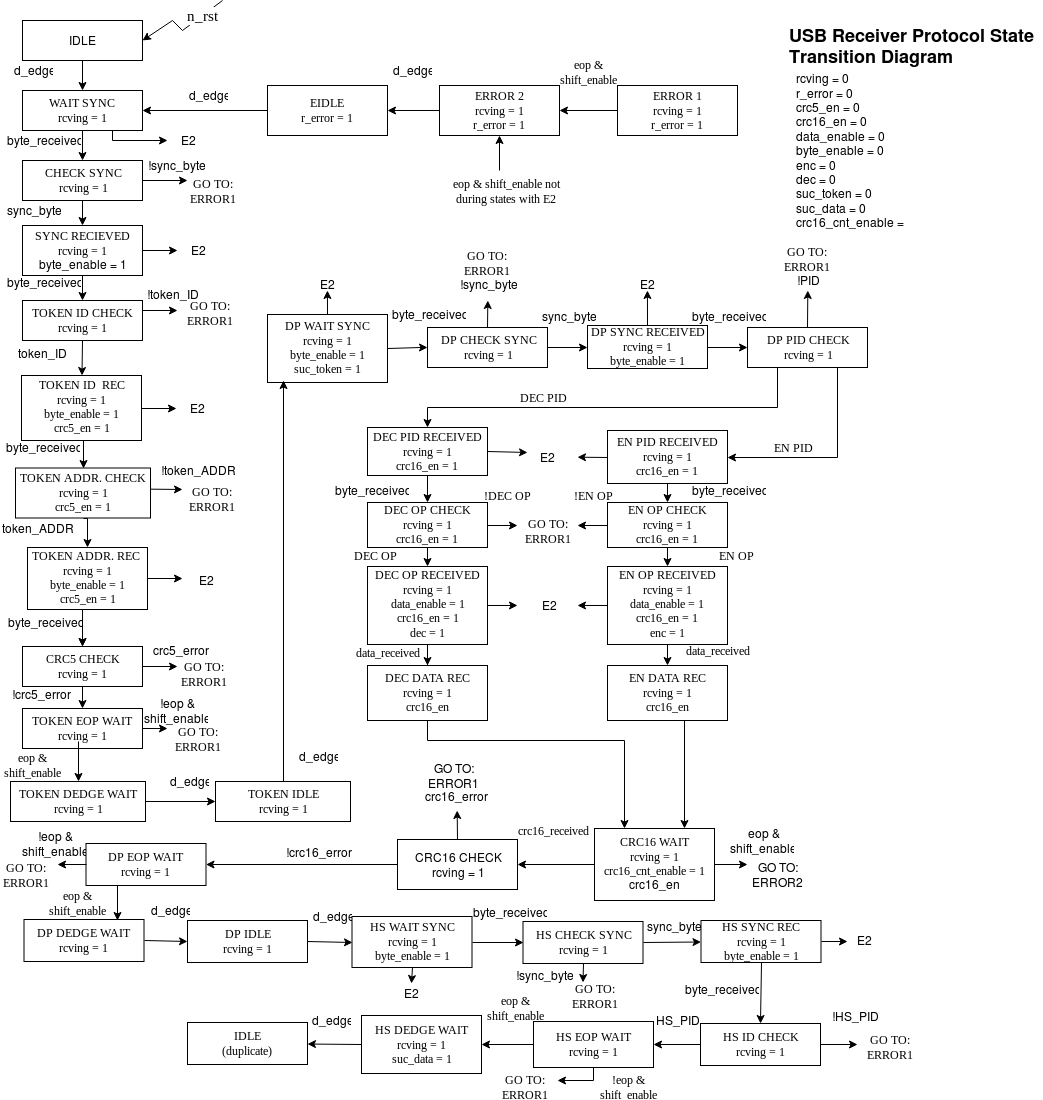 n_rst
USB Receiver Protocol State
Transition Diagram
rcving = 0
r_error = 0
crc5_en = 0
crc16_en = 0
data_enable = 0
byte_enable = 0
enc = 0
dec = 0
suc_token = 0
suc_data = 0
crc16_cnt_enable =
IDLE
d_edge
WAIT SYNC
rcving = 1
d_edge
EIDLE
r_error = 1
d_edge
ERROR 2
rcving = 1
r_error = 1
eop &
shift_enable
ERROR 1
rcving = 1
r_error = 1
eop & shift_enable not
during states with E2
byte_received
E2
CHECK SYNC
rcving = 1
!sync_byte
GO TO:
ERROR1
sync_byte
SYNC RECIEVED
rcving = 1
byte_enable = 1
E2
byte_received
TOKEN ID CHECK
rcving = 1
!token_ID
GO TO:
ERROR1
token_ID
TOKEN ID  REC
rcving = 1
byte_enable = 1
crc5_en = 1
E2
byte_received
TOKEN ADDR. CHECK
rcving = 1
crc5_en = 1
!token_ADDR
GO TO:
ERROR1
token_ADDR
TOKEN ADDR. REC
rcving = 1
byte_enable = 1
crc5_en = 1
E2
byte_received
CRC5 CHECK
rcving = 1
crc5_error
GO TO:
ERROR1
!crc5_error
TOKEN EOP WAIT
rcving = 1
!eop &
shift_enable
GO TO:
ERROR1
eop &
shift_enable
TOKEN DEDGE WAIT
rcving = 1
d_edge
TOKEN IDLE
rcving = 1
d_edge
E2
DP WAIT SYNC
rcving = 1
byte_enable = 1
suc_token = 1
byte_received
GO TO:
ERROR1
!sync_byte
DP CHECK SYNC
rcving = 1
sync_byte
E2
DP SYNC RECEIVED
rcving = 1
byte_enable = 1
byte_received
GO TO:
ERROR1
!PID
DP PID CHECK
rcving = 1
DEC PID
EN PID
DEC PID RECEIVED
rcving = 1
crc16_en = 1
E2
EN PID RECEIVED
rcving = 1
crc16_en = 1
byte_received
byte_received
!DEC OP
!EN OP
DEC OP CHECK
rcving = 1
crc16_en = 1
GO TO:
ERROR1
EN OP CHECK
rcving = 1
crc16_en = 1
DEC OP
EN OP
DEC OP RECEIVED
rcving = 1
data_enable = 1
crc16_en = 1
dec = 1
E2
EN OP RECEIVED
rcving = 1
data_enable = 1
crc16_en = 1
enc = 1
data_received
data_received
DEC DATA REC
rcving = 1
crc16_en
EN DATA REC
rcving = 1
crc16_en
CRC16 WAIT
rcving = 1
crc16_cnt_enable = 1
crc16_en
eop &
shift_enable
GO TO:
ERROR2
crc16_received
GO TO:
ERROR1
crc16_error
CRC16 CHECK
rcving = 1
!crc16_error
DP EOP WAIT
rcving = 1
!eop &
shift_enable
GO TO:
ERROR1
eop &
shift_enable
DP DEDGE WAIT
rcving = 1
d_edge
DP IDLE
rcving = 1
d_edge
HS WAIT SYNC
rcving = 1
byte_enable = 1
E2
byte_received
HS CHECK SYNC
rcving = 1
!sync_byte
GO TO:
ERROR1
sync_byte
HS SYNC REC
rcving = 1
byte_enable = 1
E2
byte_received
HS ID CHECK
rcving = 1
!HS_PID
GO TO:
ERROR1
HS_PID
HS EOP WAIT
rcving = 1
!eop &
shift_enable
GO TO:
ERROR1
eop &
shift_enable
HS DEDGE WAIT
rcving = 1
suc_data = 1
d_edge
IDLE
(duplicate)